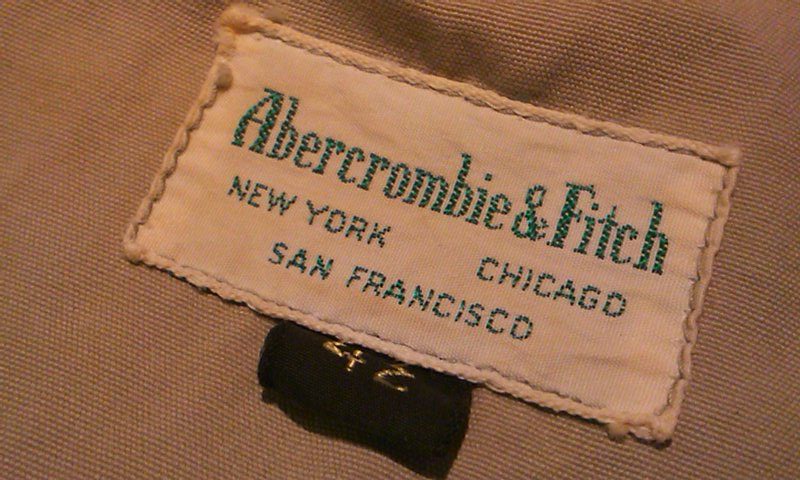 Abercrombie & Fitch
NEW YORK CHICAGO
SAN FRANCISCO
42